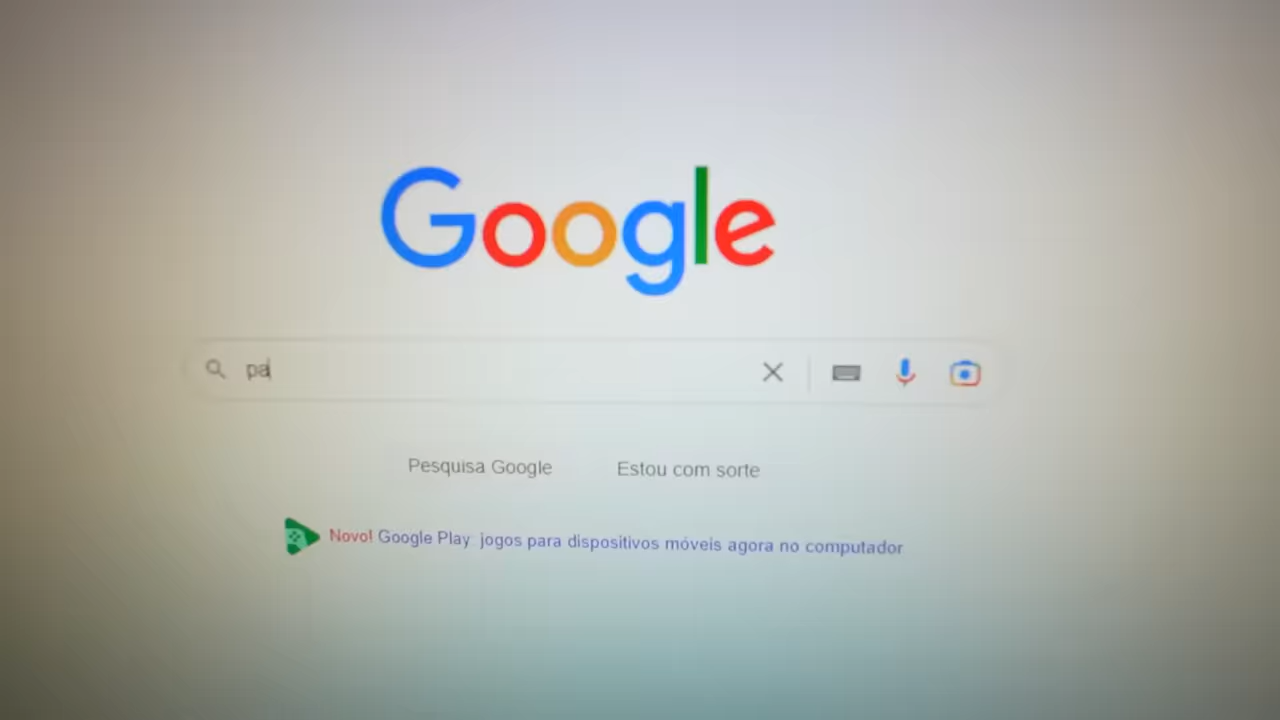 Google
pa
Pesquisa Google
Estou com sorte
Novo! Google Play: jogos para dispositivos móveis agora no computador